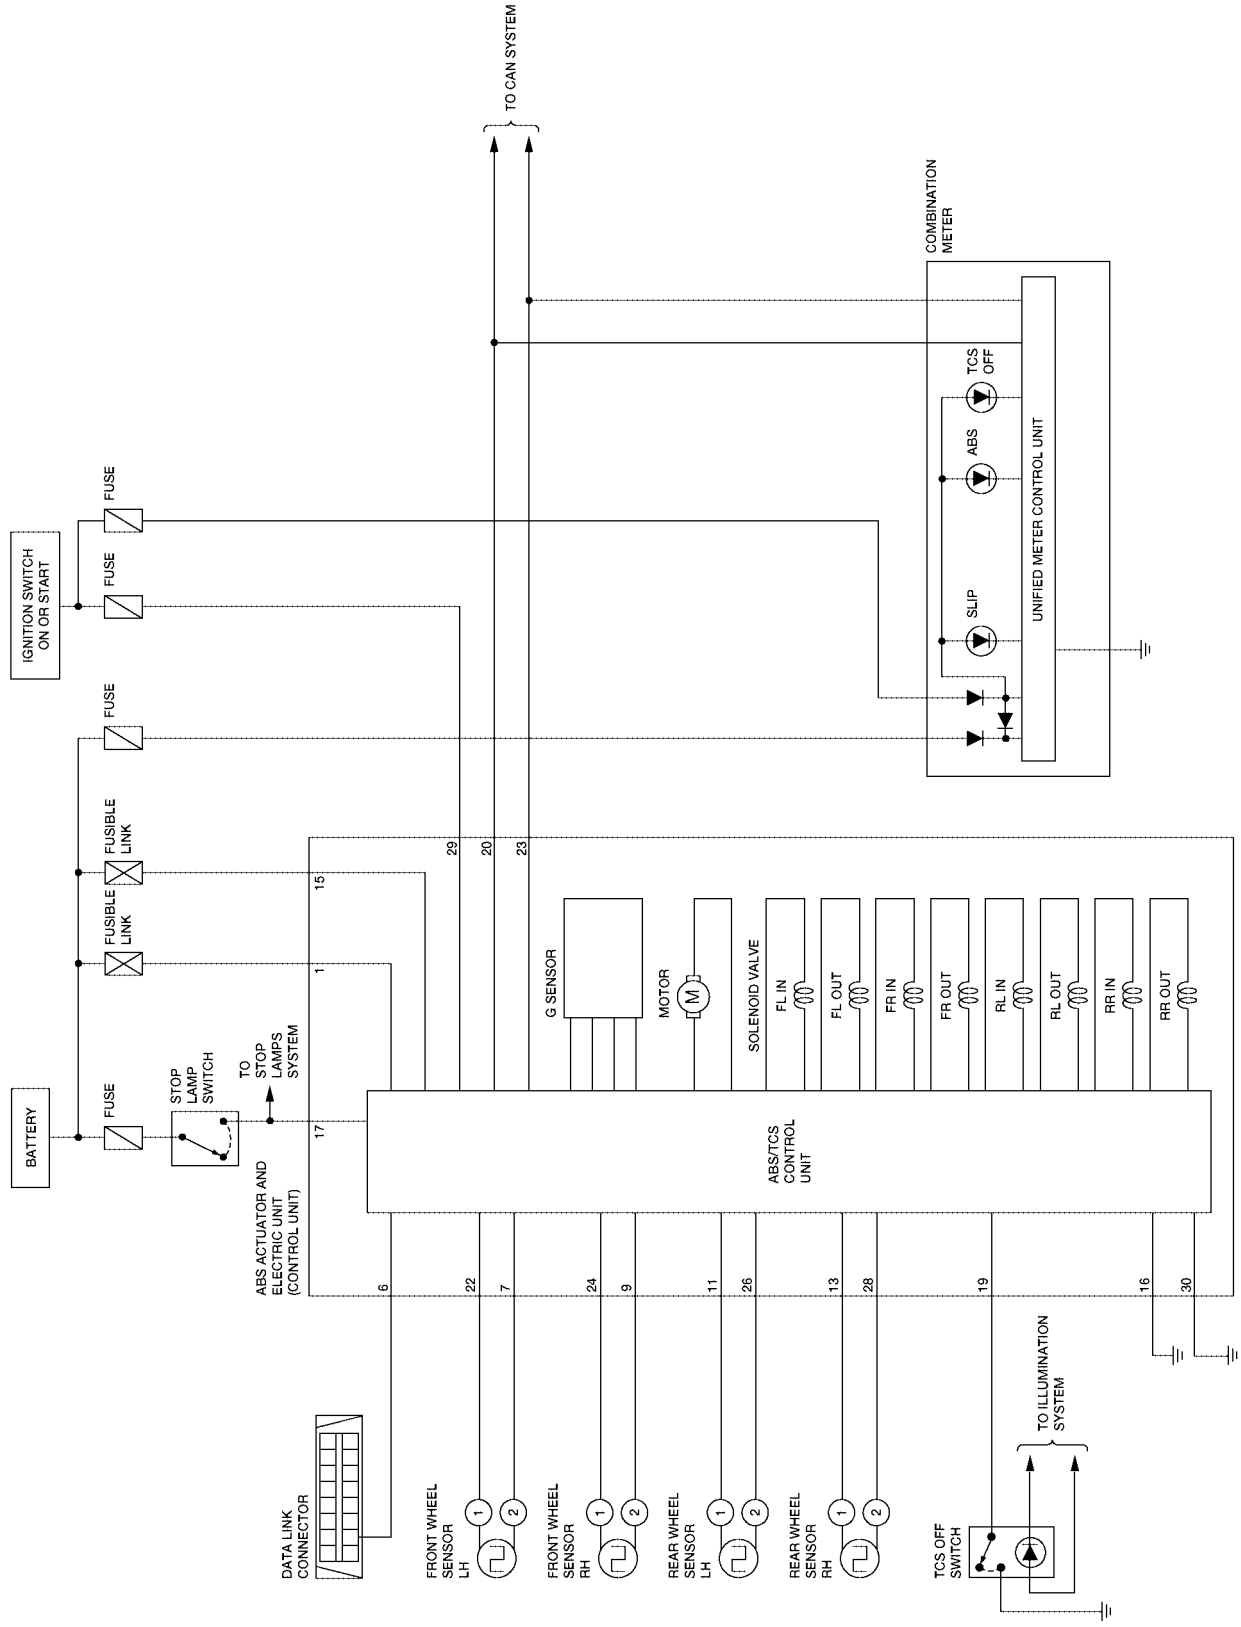 BATTERY
FUSE
STOP
LAMP
SWITCH
TO
STOP
LAMPS
SYSTEM
FUSIBLE
LINK
FUSIBLE
LINK
FUSE
IGNITION SWITCH
ON OR START
FUSE
FUSE
TO CAN SYSTEM
ABS ACTUATOR AND
ELECTRIC UNIT
(CONTROL UNIT)
17
1
15
29
20
23
G SENSOR
MOTOR
M
SOLENOID VALVE
FL IN
FL OUT
FR IN
FR OUT
RL IN
RL OUT
RR IN
RR OUT
ABS/TCS
CONTROL
UNIT
COMBINATION
METER
SLIP
ABS
TCS
OFF
UNIFIED METER CONTROL UNIT
6
22
7
24
9
11
26
13
28
19
16
30
DATA LINK
CONNECTOR
FRONT WHEEL
SENSOR
LH
1
2
FRONT WHEEL
SENSOR
RH
1
2
REAR WHEEL
SENSOR
LH
1
2
REAR WHEEL
SENSOR
RH
1
2
TCS OFF
SWITCH
TO ILLUMINATION
SYSTEM